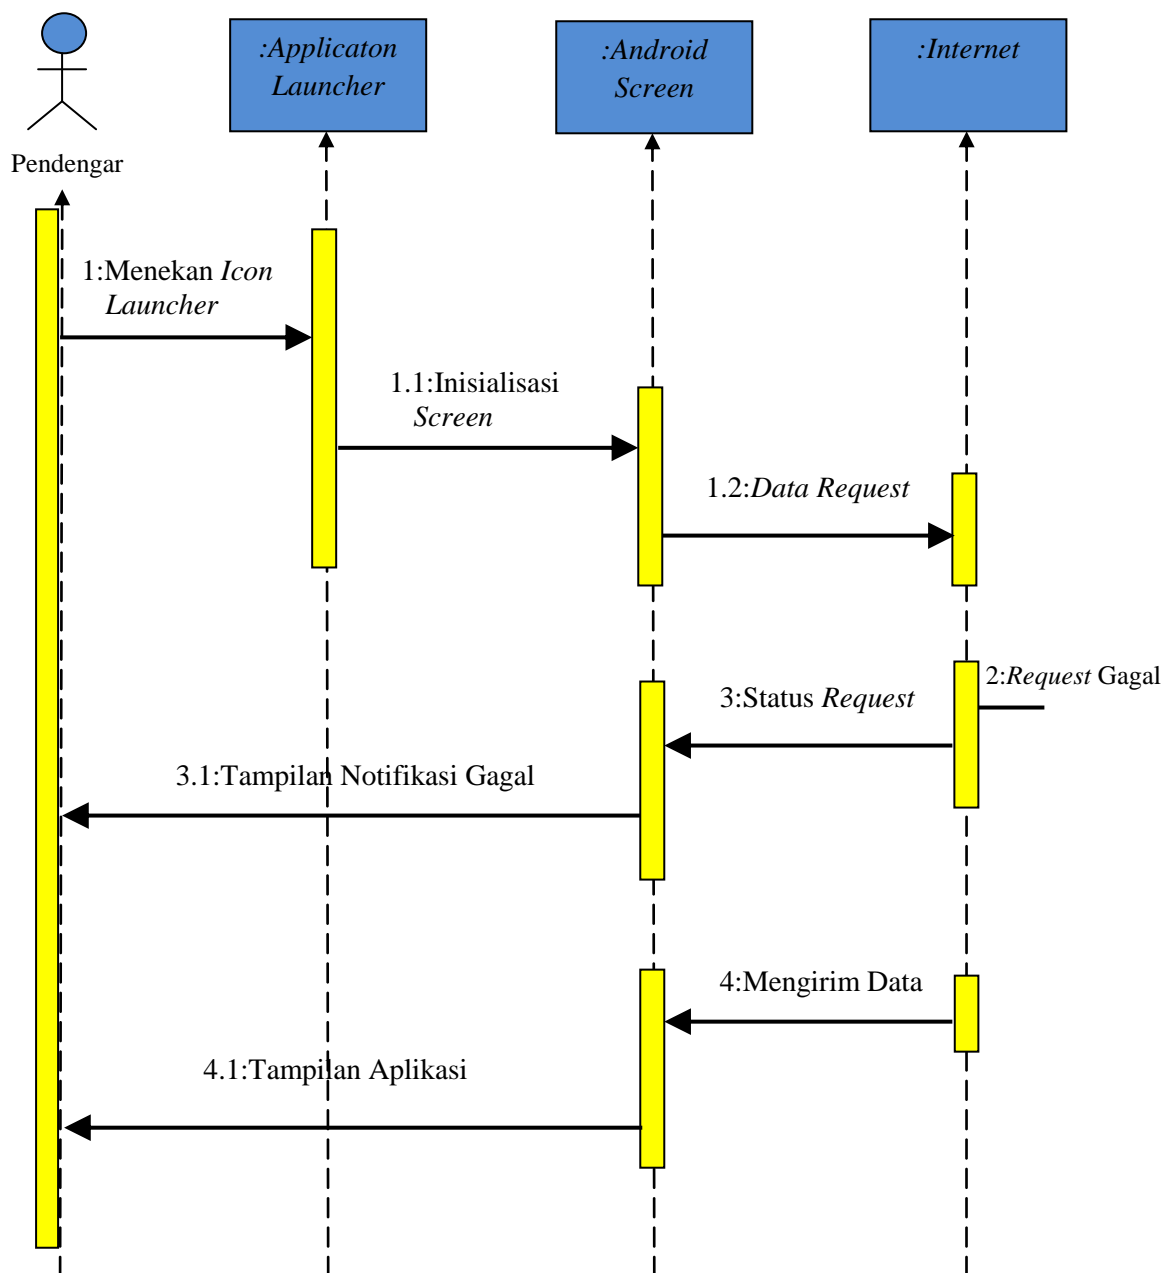 :Applicaton
Launcher
:Android
Screen
:Internet
Pendengar
1:Menekan Icon
Launcher
1.1:Inisialisasi
Screen
1.2:Data Request
2:Request Gagal
3:Status Request
3.1:Tampilan Notifikasi Gagal
4:Mengirim Data
4.1:Tampilan Aplikasi